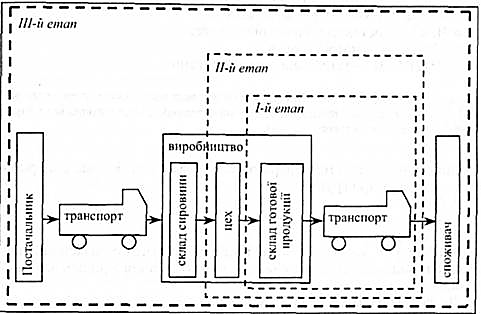 III-й етап
II-й етап
I-й етап
виробництво
Постачальник
транспорт
склад сировини
цех
склад готової
продукції
транспорт
споживач